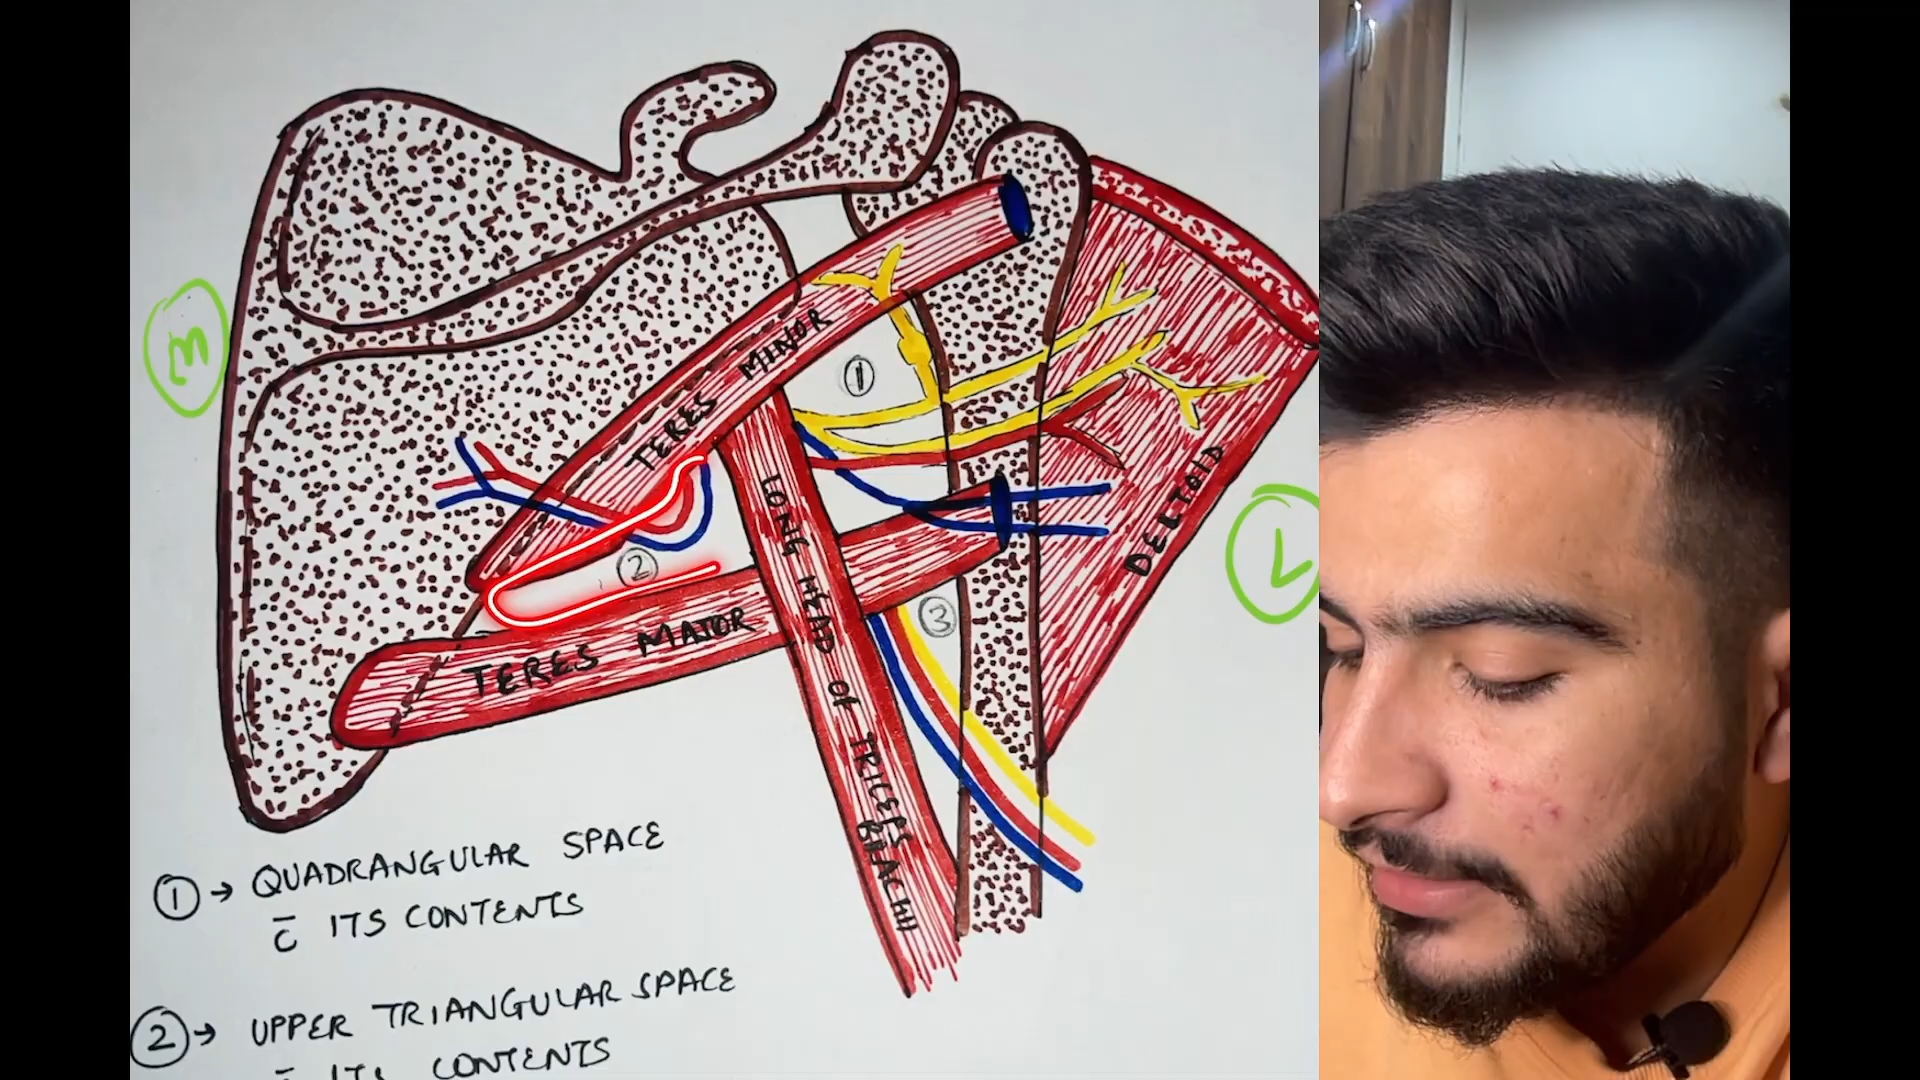 M
TERES MINOR
1
2
LONG HEAD OF TRICEPS
BRACHII
TERES MAJOR
3
DELTOID
L
1 → QUADRANGULAR SPACE
c̄ ITS CONTENTS
2 → UPPER TRIANGULAR SPACE
c̄ ITS CONTENTS